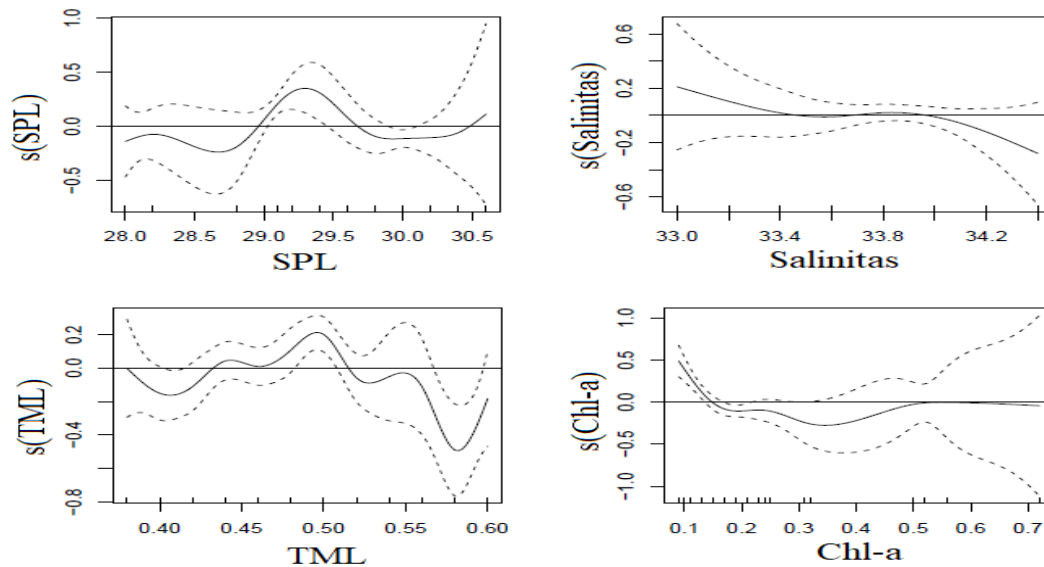 1.0
0.5
0.0
−0.5
s(SPL)
28.0 28.5 29.0 29.5 30.0 30.5
SPL
0.6
0.2
−0.2
−0.6
s(Salinitas)
33.0 33.4 33.8 34.2
Salinitas
0.2
0.0
−0.4
−0.8
s(TML)
0.40 0.45 0.50 0.55 0.60
TML
1.0
0.5
0.0
−0.5
−1.0
s(Chl-a)
0.1 0.2 0.3 0.4 0.5 0.6 0.7
Chl-a